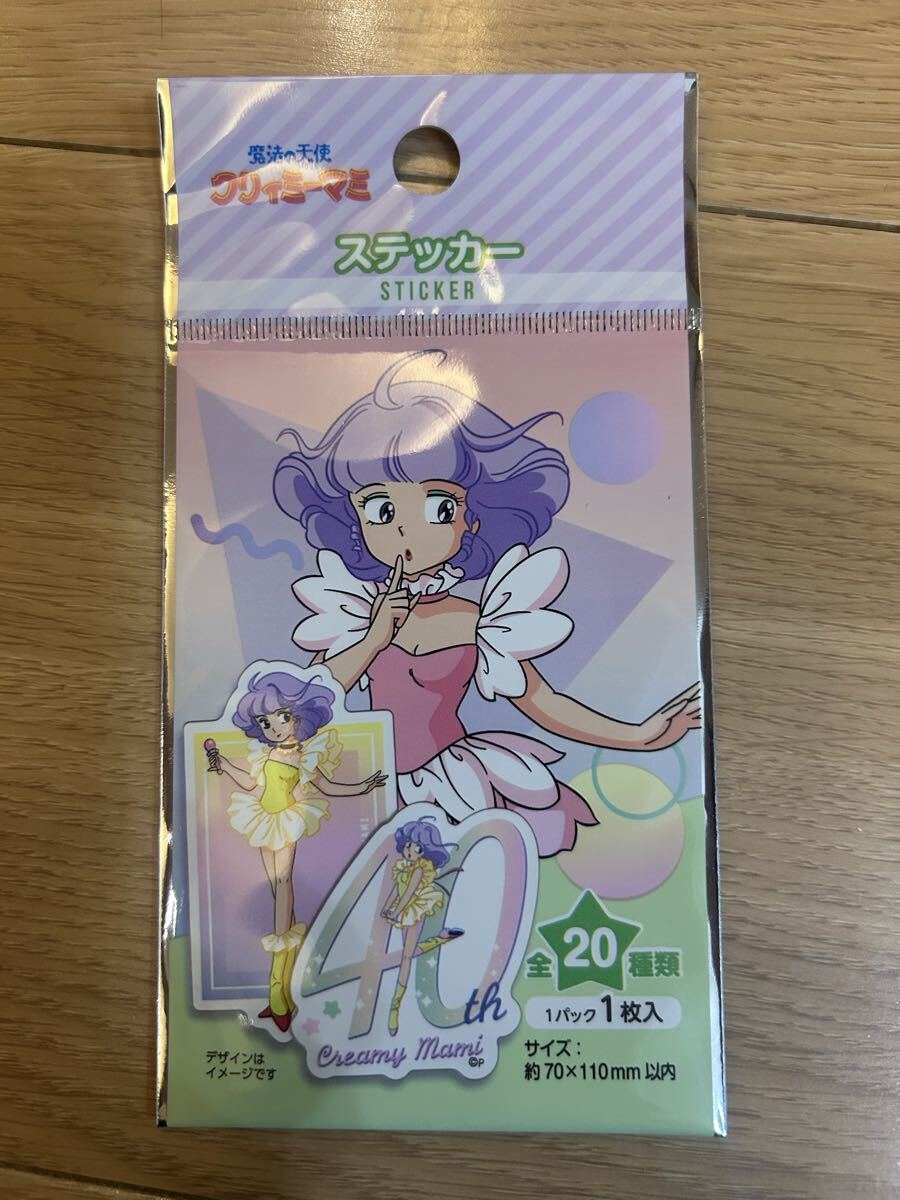 魔法の天使
クリィミーマミ
ステッカー
STICKER
40th
Creamy Mami
©P
全20種類
1パック1枚入
サイズ：
約70×110mm以内
デザインは
イメージです